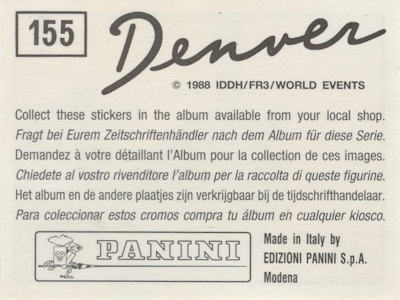 155
Denver
© 1988 IDDH/FR3/WORLD EVENTS
Collect these stickers in the album available from your local shop.
Fragt bei Eurem Zeitschriftenhändler nach dem Album für diese Serie.
Demandez à votre détaillant l'Album pour la collection de ces images.
Chiedete al vostro rivenditore l'album per la raccolta di queste figurine.
Het album en de andere plaatjes zijn verkrijgbaar bij de tijdschrifthandelaar.
Para coleccionar estos cromos compra tu álbum en cualquier kiosco.
PANINI
Made in Italy by
EDIZIONI PANINI S.p.A.
Modena